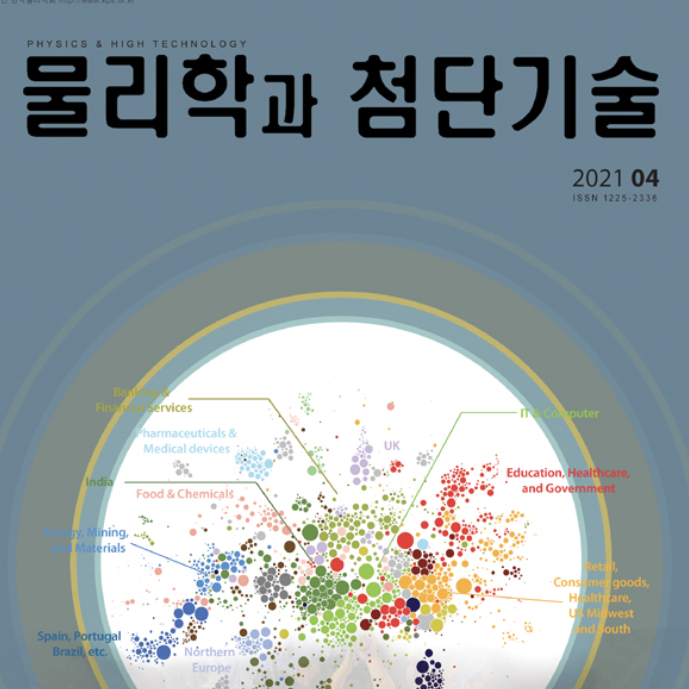 PHYSICS & HIGH TECHNOLOGY
물리학과 첨단기술
2021 04
ISSN 1225-2336
Banking &
Financial Services
IT & Computer
Pharmaceuticals &
Medical devices
UK
Education, Healthcare,
and Government
India
Food & Chemicals
Energy, Mining,
and Materials
Retail,
Consumer goods,
Healthcare,
US Midwest
and South
Spain, Portugal
Brazil, etc.
Northern
Europe